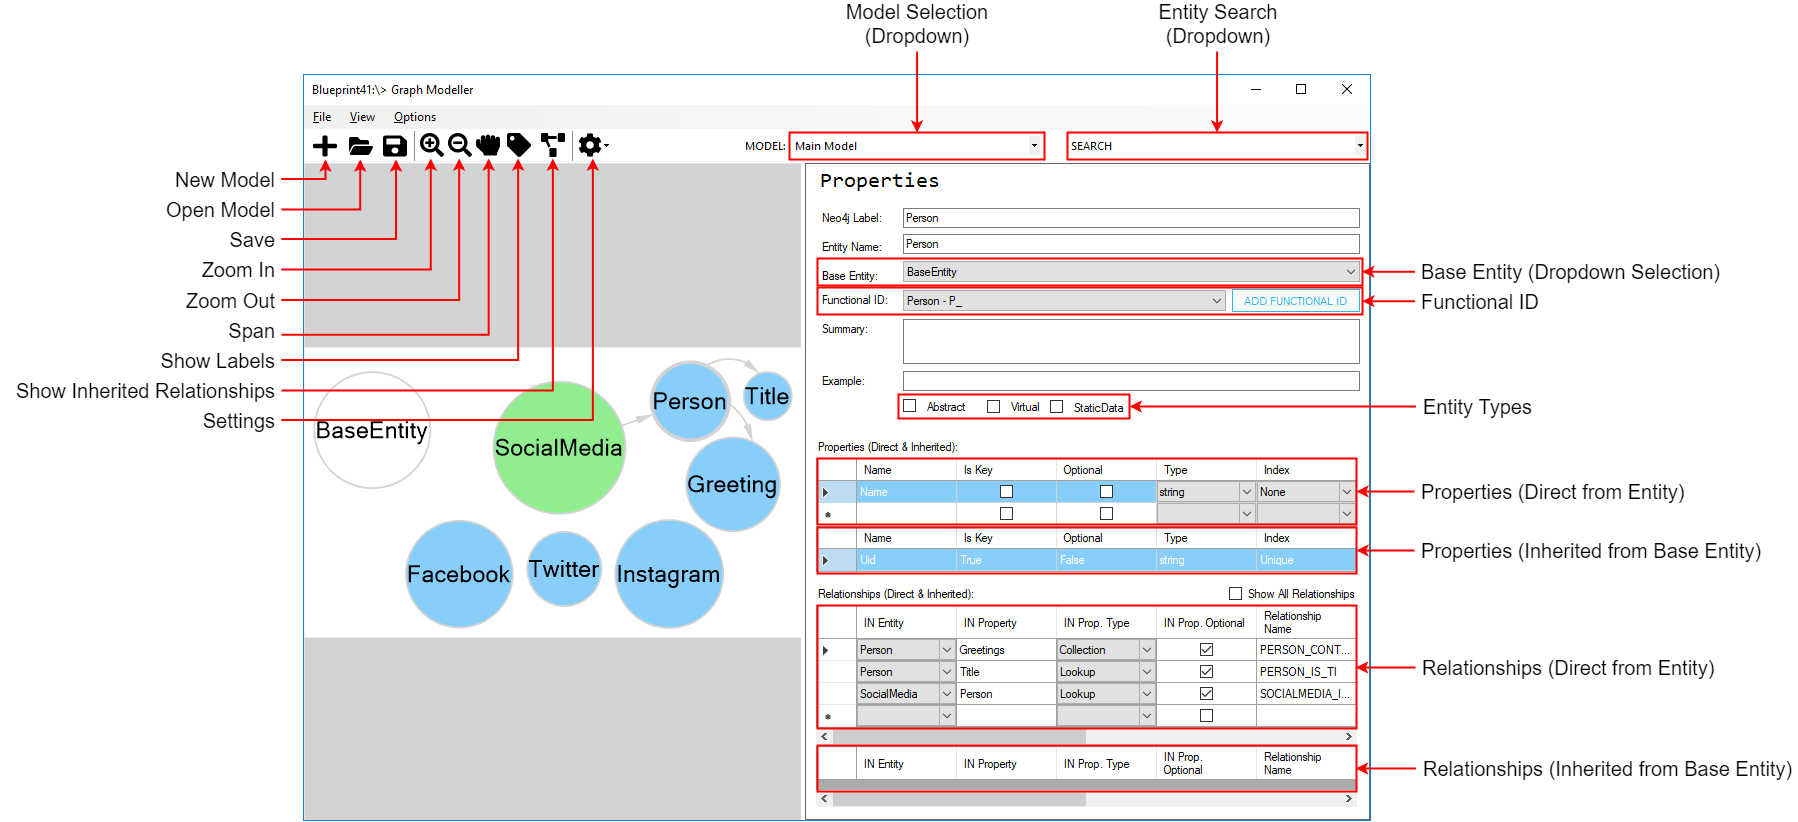 Model Selection
(Dropdown)
Entity Search
(Dropdown)
Blueprint41:\> Graph Modeller
File View Options
MODEL: Main Model
SEARCH
New Model
Open Model
Save
Zoom In
Zoom Out
Span
Show Labels
Show Inherited Relationships
Settings
BaseEntity
SocialMedia
Person
Title
Greeting
Facebook
Twitter
Instagram
Properties
Neo4j Label: Person
Entity Name: Person
Base Entity: BaseEntity
Functional ID: Person - P_ ADD FUNCTIONAL ID
Summary:
Example:
Abstract Virtual StaticData
Properties (Direct & Inherited):
Name Is Key Optional Type Index
Name string None
Name Is Key Optional Type Index
Uid True False string Unique
Relationships (Direct & Inherited): Show All Relationships
IN Entity IN Property IN Prop. Type IN Prop. Optional Relationship
Name
Person Greetings Collection PERSON_CONT...
Person Title Lookup PERSON_IS_TI
SocialMedia Person Lookup SOCIALMEDIA_I...
IN Entity IN Property IN Prop. Type IN Prop.
Optional Relationship
Name
Base Entity (Dropdown Selection)
Functional ID
Entity Types
Properties (Direct from Entity)
Properties (Inherited from Base Entity)
Relationships (Direct from Entity)
Relationships (Inherited from Base Entity)